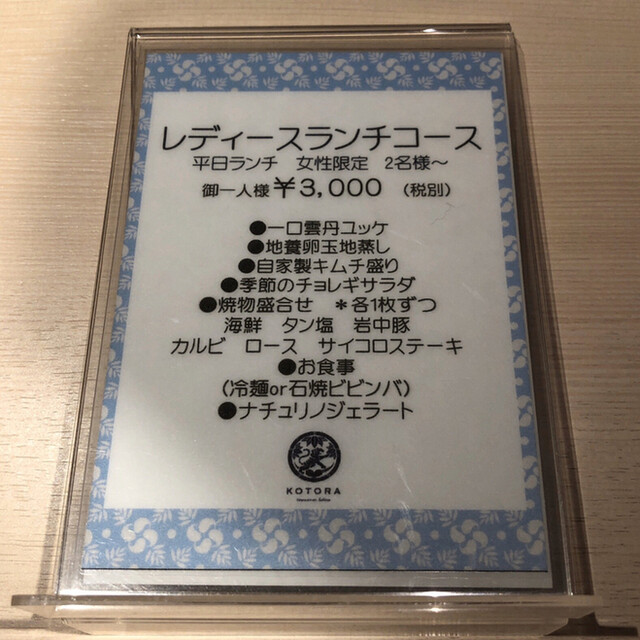 レディースランチコース
平日ランチ 女性限定 2名様~
御一人様 ¥3,000 (税別)
●一口雲丹ユッケ
●地養卵玉地蒸し
●自家製キムチ盛り
●季節のチョレギサラダ
●焼物盛合せ *各1枚ずつ
海鮮 タン塩 岩中豚
カルビ ロース サイコロステーキ
●お食事
(冷麺or石焼ビビンバ)
●ナチュリノジェラート
KOTORA